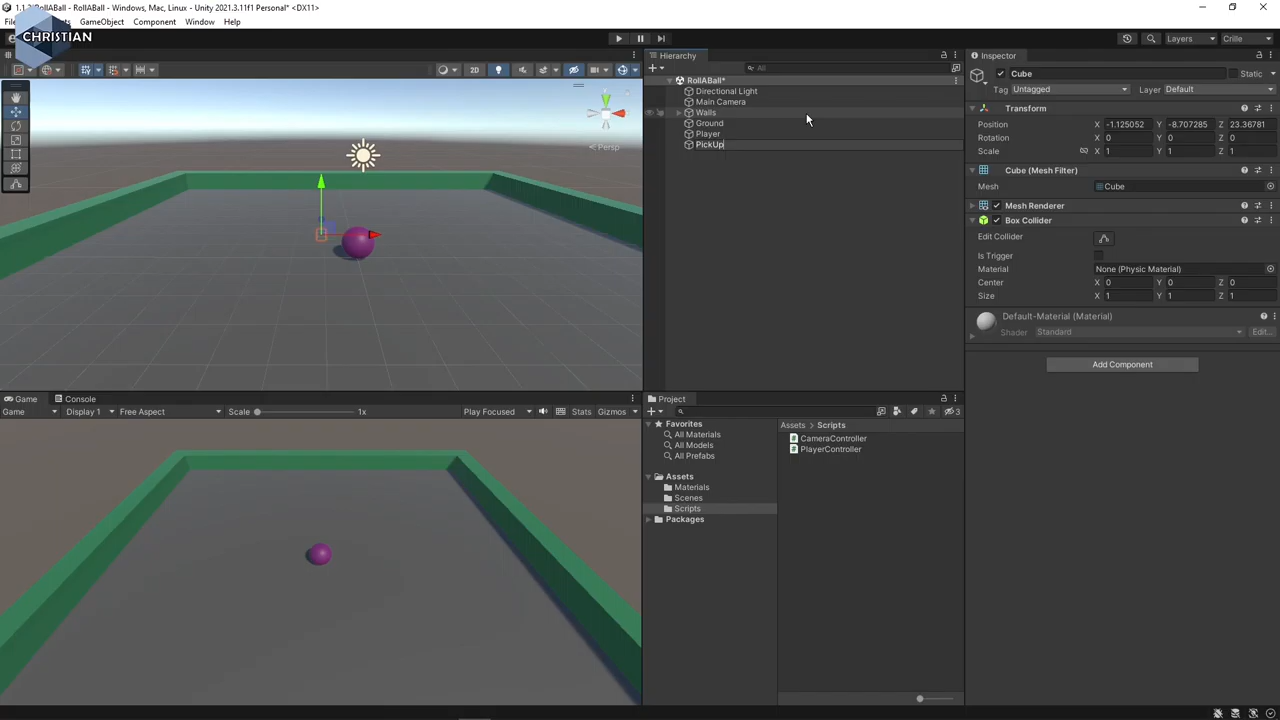 1.1.2 RollABall - RollABall - Windows, Mac, Linux - Unity 2021.3.11f1 Personal* <DX11>
GameObject Component Window Help
CHRISTIAN
Layers
Crille
2D
Persp
Hierarchy
All
RollABall*
Directional Light
Main Camera
Walls
Ground
Player
PickUp
Inspector
Cube
Static
Tag Untagged Layer Default
Transform
Position X -1.125052 Y -8.707285 Z 23.36781
Rotation X 0 Y 0 Z 0
Scale X 1 Y 1 Z 1
Cube (Mesh Filter)
Mesh Cube
Mesh Renderer
Box Collider
Edit Collider
Is Trigger
Material None (Physic Material)
Center X 0 Y 0 Z 0
Size X 1 Y 1 Z 1
Default-Material (Material)
Shader Standard Edit...
Add Component
Game Console
Game Display 1 Free Aspect Scale 1x Play Focused Stats Gizmos
Project
3
Favorites
All Materials
All Models
All Prefabs
Assets
Materials
Scenes
Scripts
Packages
Assets > Scripts
CameraController
PlayerController